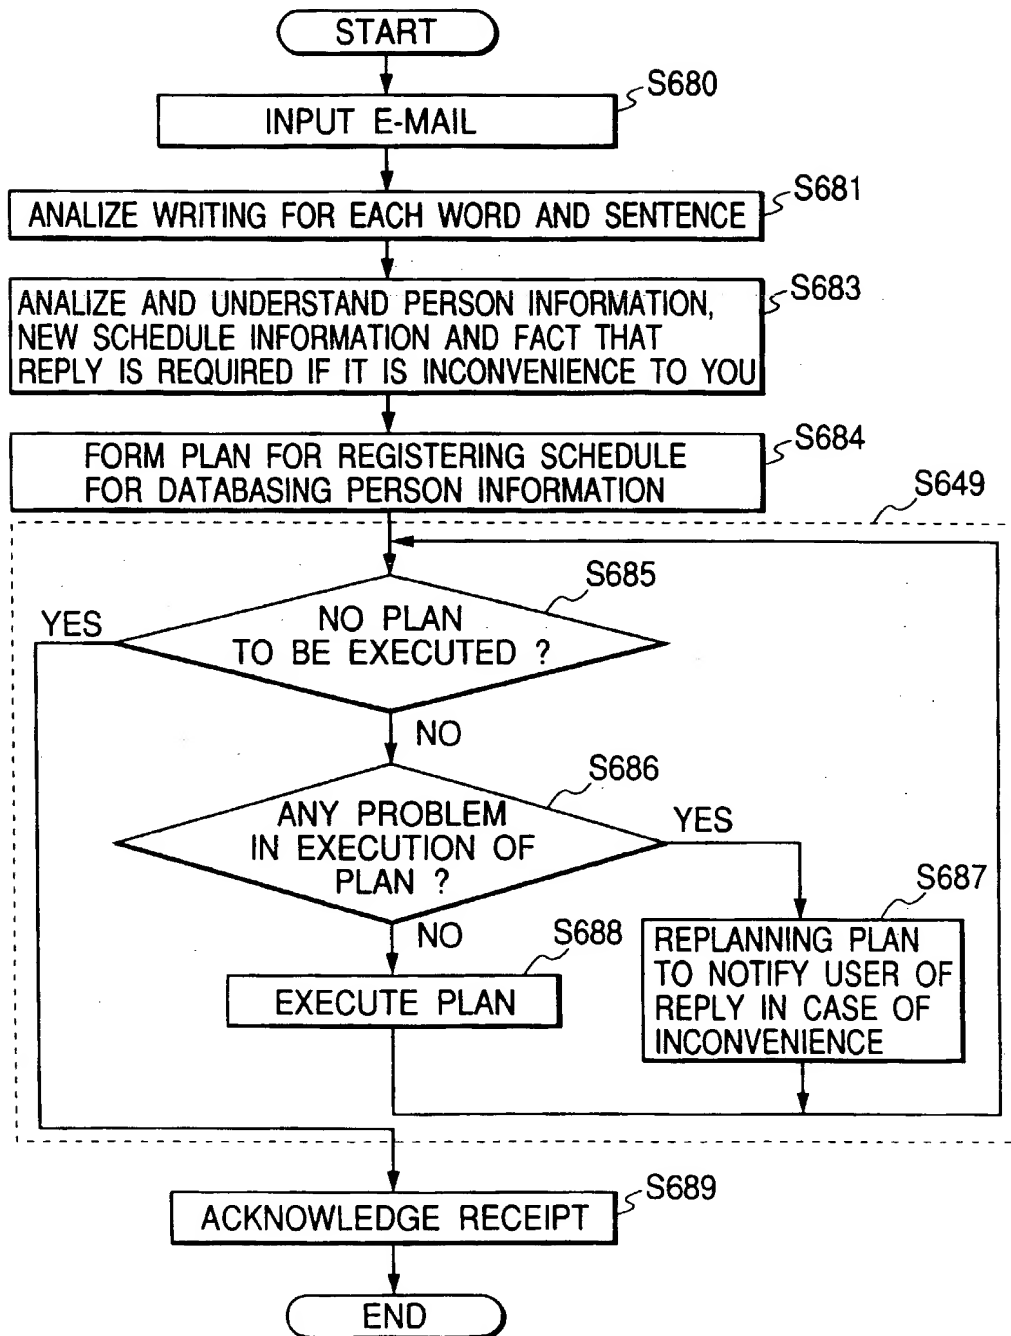 START
S680
INPUT E-MAIL
S681
ANALIZE WRITING FOR EACH WORD AND SENTENCE
S683
ANALIZE AND UNDERSTAND PERSON INFORMATION,
NEW SCHEDULE INFORMATION AND FACT THAT
REPLY IS REQUIRED IF IT IS INCONVENIENCE TO YOU
S684
FORM PLAN FOR REGISTERING SCHEDULE
FOR DATABASING PERSON INFORMATION
S649
S685
YES
NO PLAN
TO BE EXECUTED ?
NO
S686
ANY PROBLEM
IN EXECUTION OF
PLAN ?
YES
S687
NO
S688
REPLANNING PLAN
TO NOTIFY USER OF
REPLY IN CASE OF
INCONVENIENCE
EXECUTE PLAN
S689
ACKNOWLEDGE RECEIPT
END